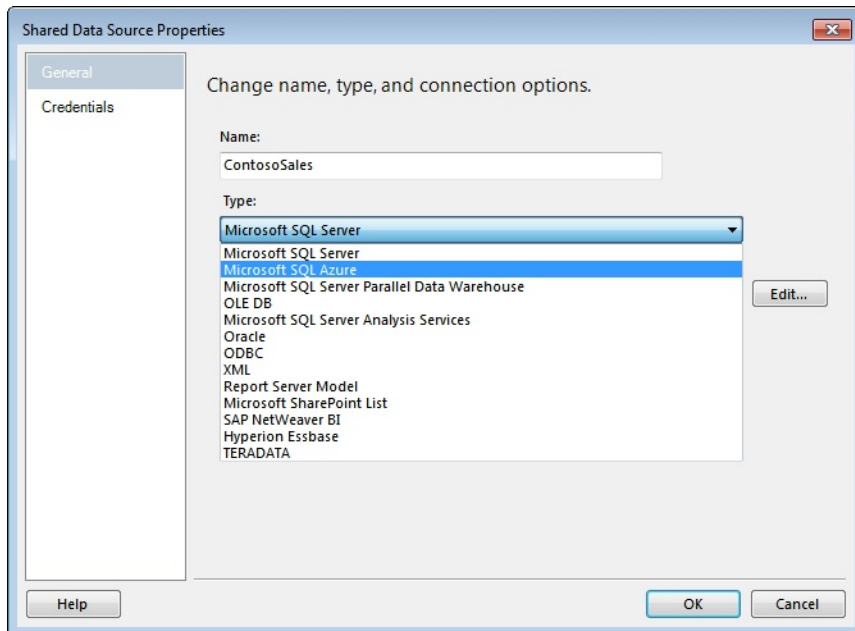 Shared Data Source Properties
General
Credentials
Change name, type, and connection options.
Name:
ContosoSales
Type:
Microsoft SQL Server
Microsoft SQL Server
Microsoft SQL Azure
Microsoft SQL Server Parallel Data Warehouse
OLE DB
Microsoft SQL Server Analysis Services
Oracle
ODBC
XML
Report Server Model
Microsoft SharePoint List
SAP NetWeaver BI
Hyperion Essbase
TERADATA
Edit...
Help
OK
Cancel